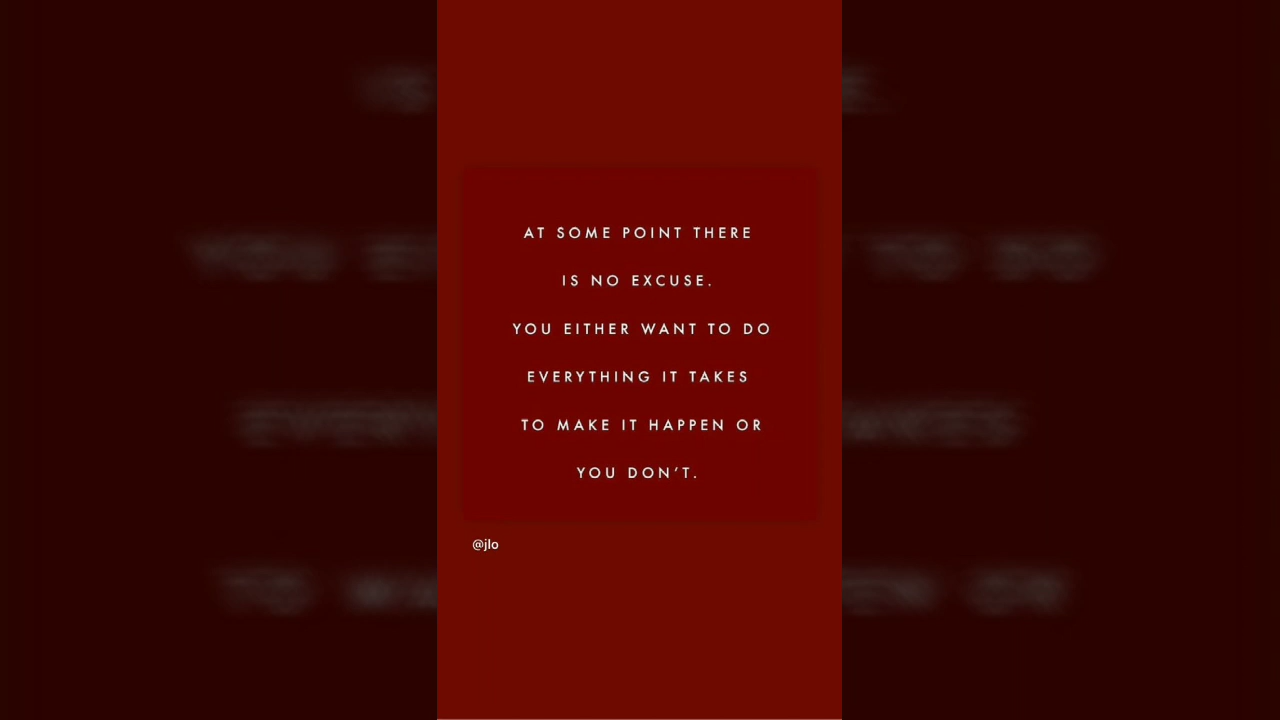 AT SOME POINT THERE
IS NO EXCUSE.
YOU EITHER WANT TO DO
EVERYTHING IT TAKES
TO MAKE IT HAPPEN OR
YOU DON'T.
@jlo